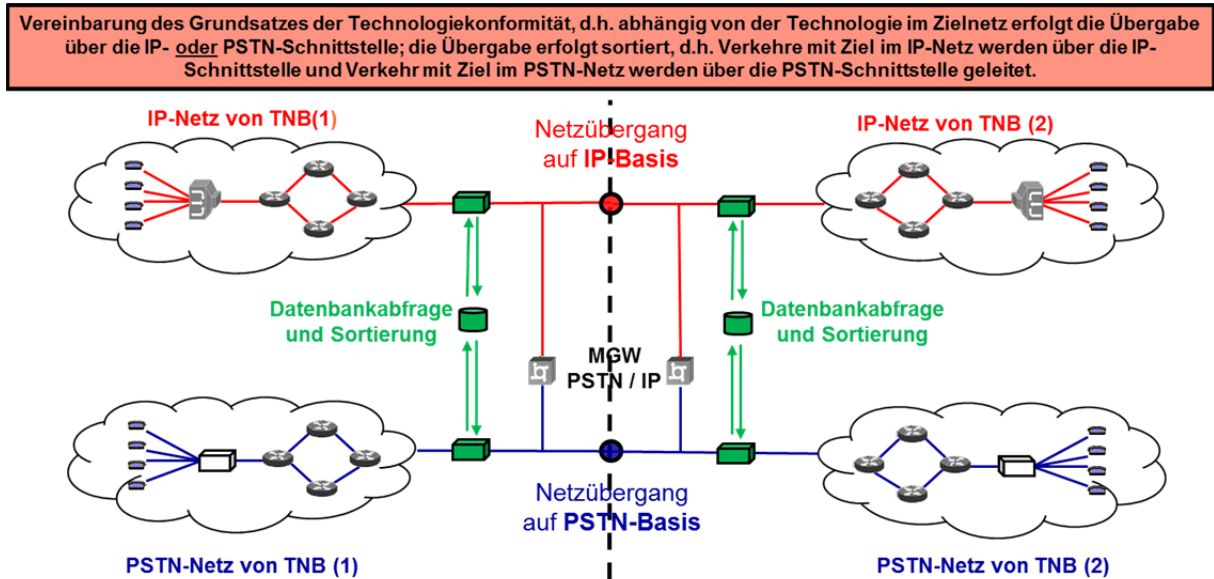 Vereinbarung des Grundsatzes der Technologiekonformität, d.h. abhängig von der Technologie im Zielnetz erfolgt die Übergabe
über die IP- oder PSTN-Schnittstelle; die Übergabe erfolgt sortiert, d.h. Verkehre mit Ziel im IP-Netz werden über die IP-
Schnittstelle und Verkehr mit Ziel im PSTN-Netz werden über die PSTN-Schnittstelle geleitet.
IP-Netz von TNB(1)
Netzübergang
auf IP-Basis
IP-Netz von TNB (2)
Datenbankabfrage
und Sortierung
Datenbankabfrage
und Sortierung
MGW
PSTN / IP
Netzübergang
auf PSTN-Basis
PSTN-Netz von TNB (1)
PSTN-Netz von TNB (2)